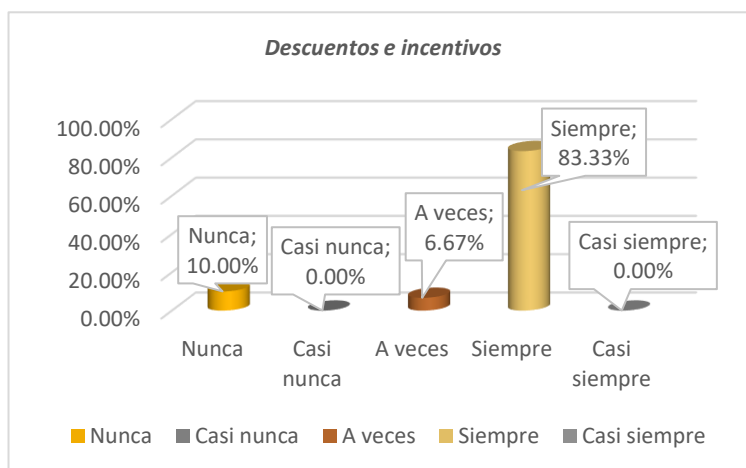 Descuentos e incentivos
100.00%
80.00%
60.00%
40.00%
20.00%
0.00%
Nunca;
10.00%
Casi nunca;
0.00%
A veces;
6.67%
Siempre;
83.33%
Casi siempre;
0.00%
Nunca
Casi
nunca
A veces
Siempre
Casi
siempre
Nunca
Casi nunca
A veces
Siempre
Casi siempre